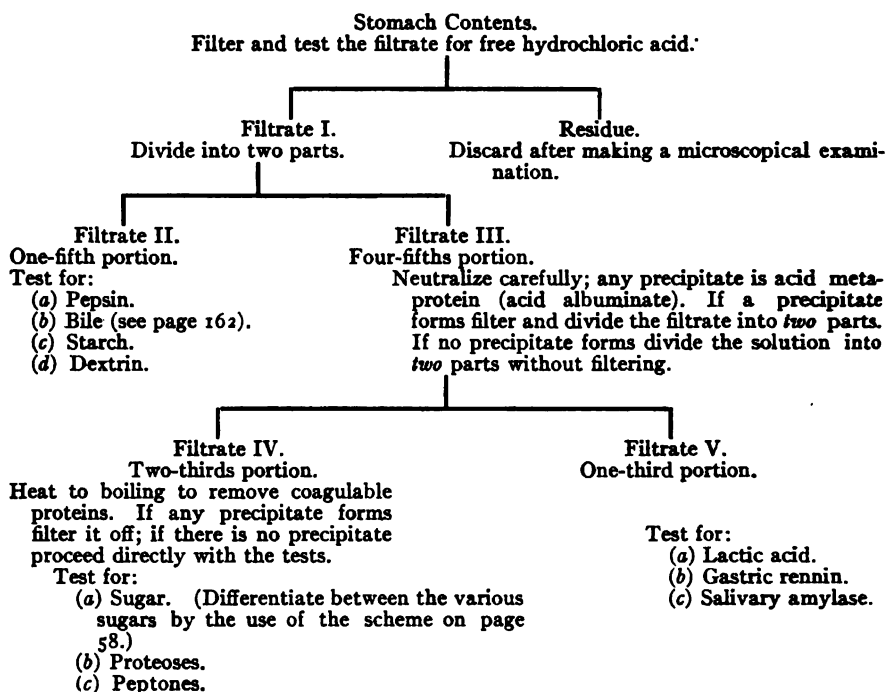 Stomach Contents.
Filter and test the filtrate for free hydrochloric acid.
Filtrate I.
Divide into two parts.
Residue.
Discard after making a microscopical exami-
nation.
Filtrate II.
One-fifth portion.
Test for:
(a) Pepsin.
(b) Bile (see page 162).
(c) Starch.
(d) Dextrin.
Filtrate III.
Four-fifths portion.
Neutralize carefully; any precipitate is acid meta-
protein (acid albuminate). If a precipitate
forms filter and divide the filtrate into two parts.
If no precipitate forms divide the solution into
two parts without filtering.
Filtrate IV.
Two-thirds portion.
Heat to boiling to remove coagulable
proteins. If any precipitate forms
filter it off; if there is no precipitate
proceed directly with the tests.
Test for:
(a) Sugar. (Differentiate between the various
sugars by the use of the scheme on page
58.)
(b) Proteoses.
(c) Peptones.
Filtrate V.
One-third portion.
Test for:
(a) Lactic acid.
(b) Gastric rennin.
(c) Salivary amylase.